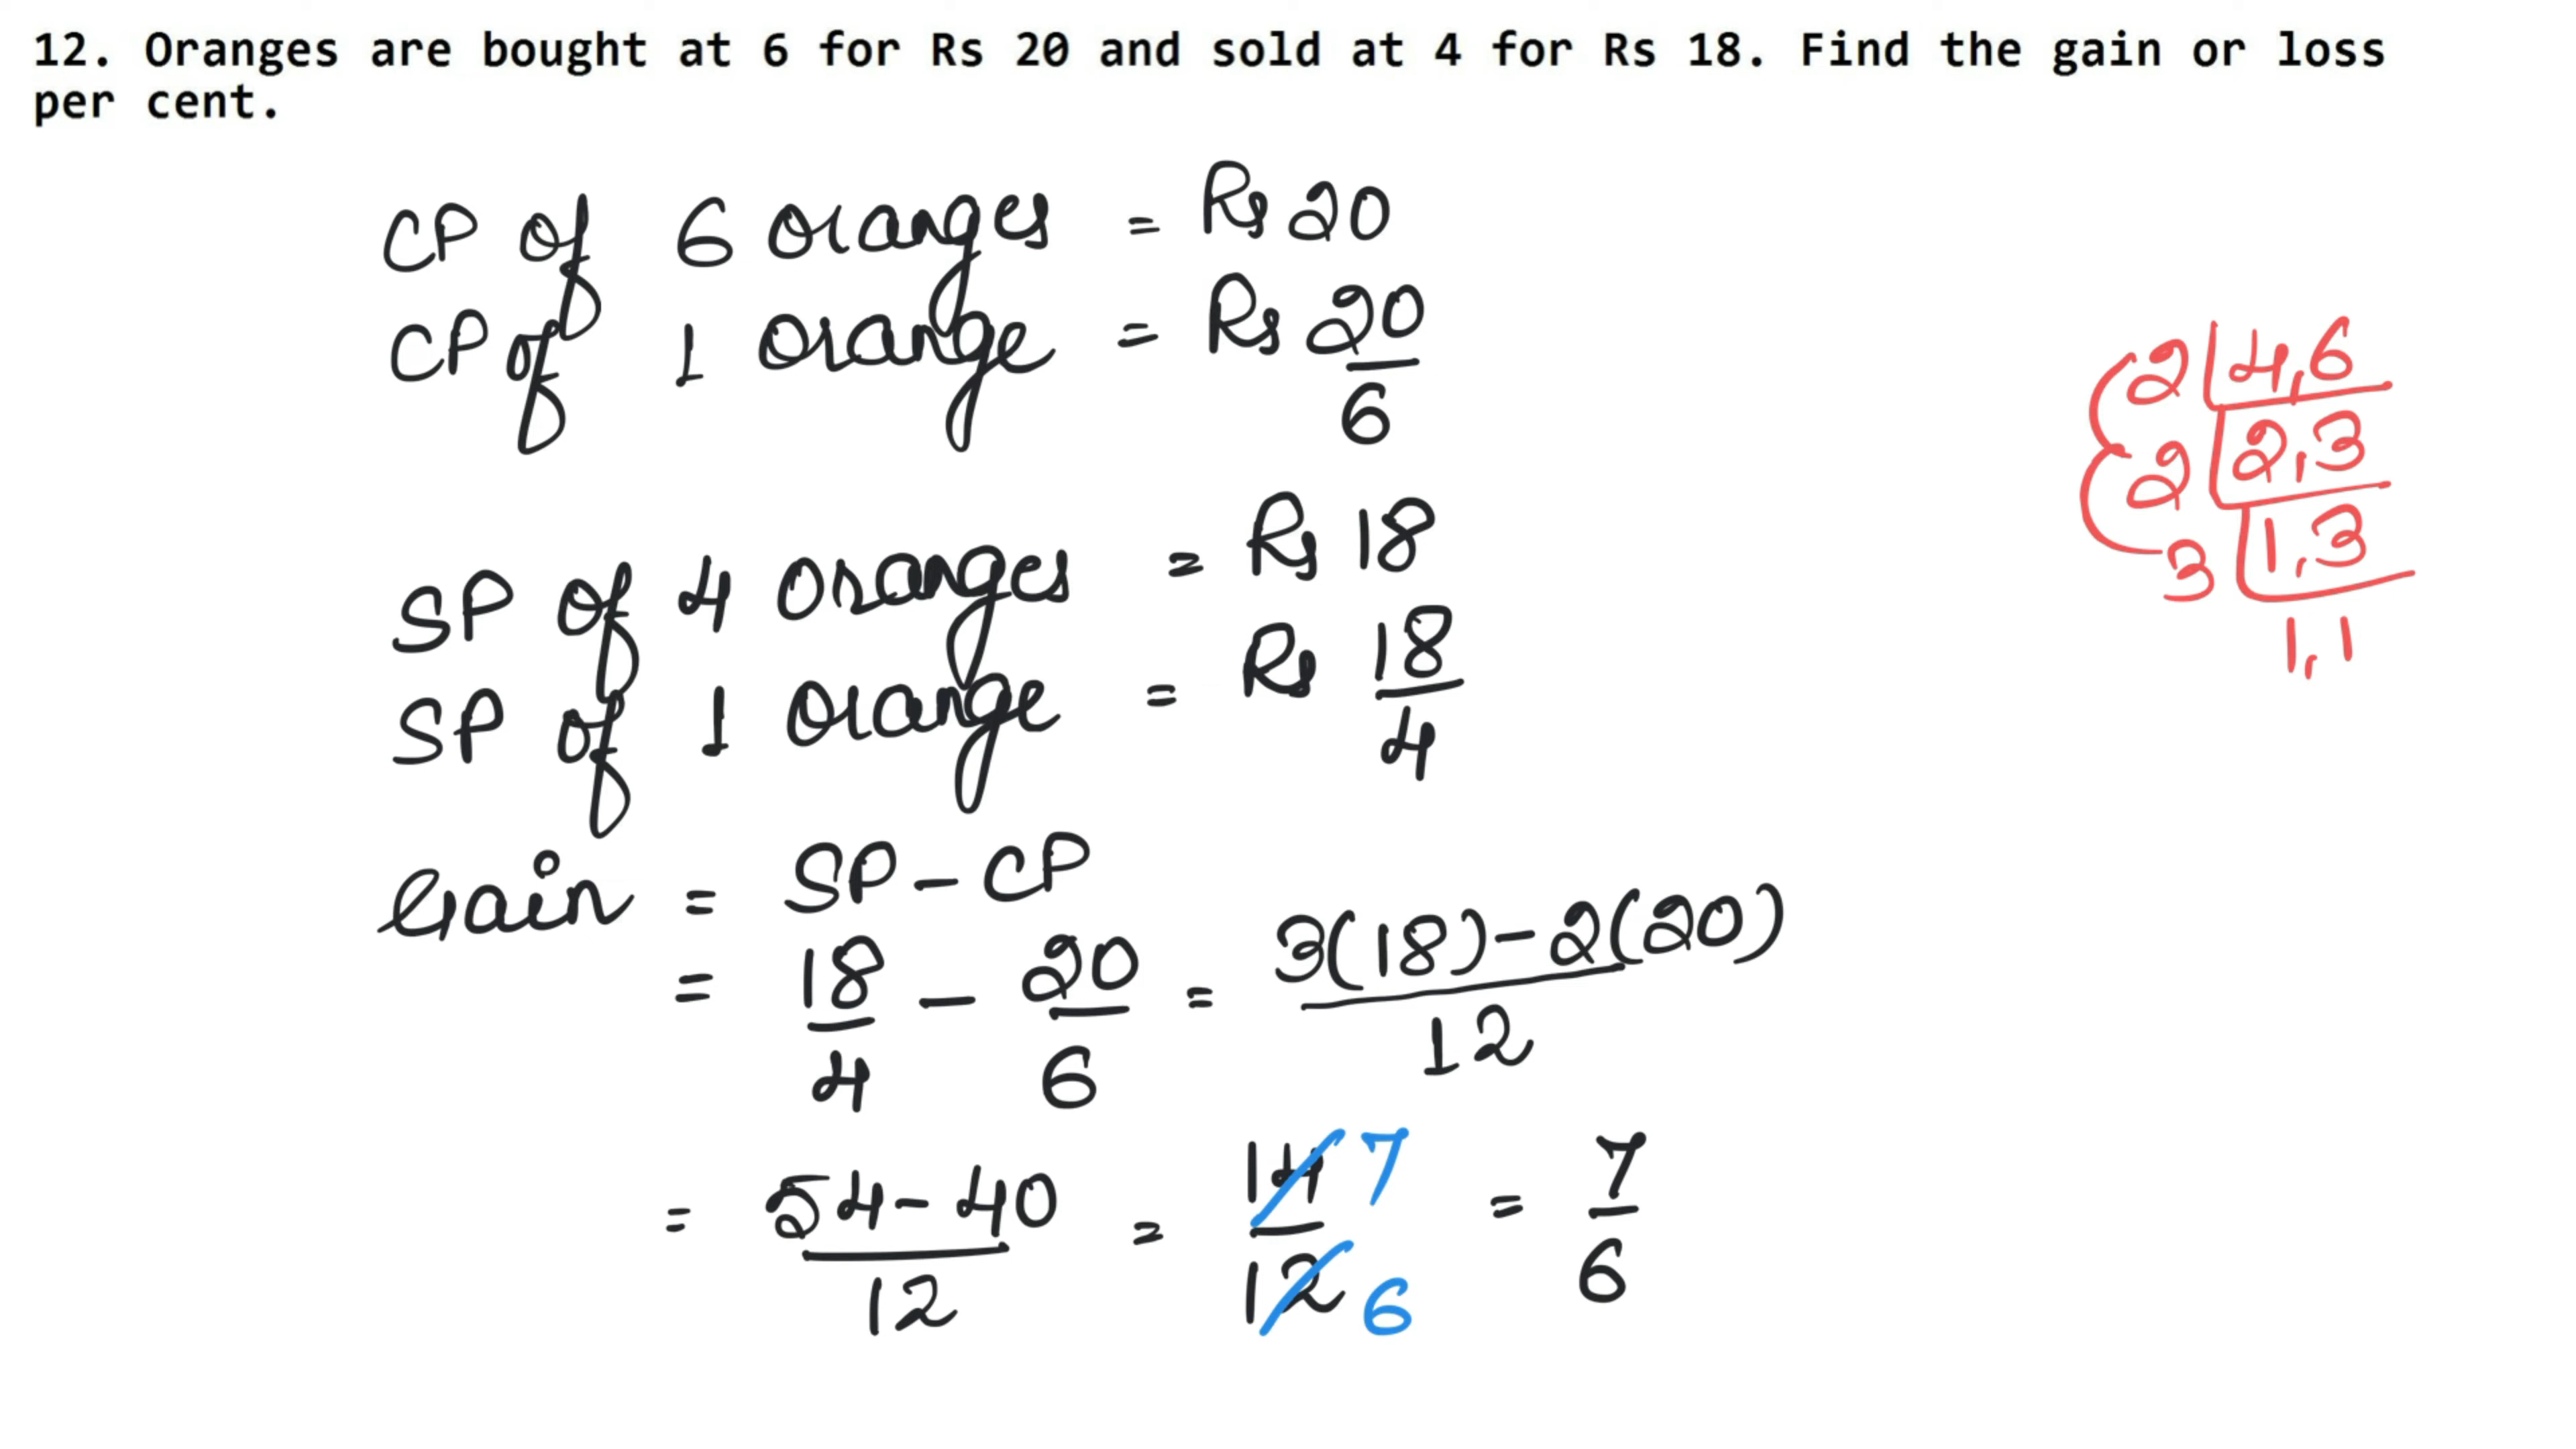 12. Oranges are bought at 6 for Rs 20 and sold at 4 for Rs 18. Find the gain or loss
per cent.
CP of 6 oranges = Rs 20
CP of 1 orange = Rs 20/6
SP of 4 oranges = Rs 18
SP of 1 orange = Rs 18/4
Gain = SP - CP
= 18/4 - 20/6 = 3(18) - 2(20)/12
= 54 - 40/12 = 14/12 7/6 = 7/6
2 | 4,6
2 | 2,3
3 | 1,3
1,1